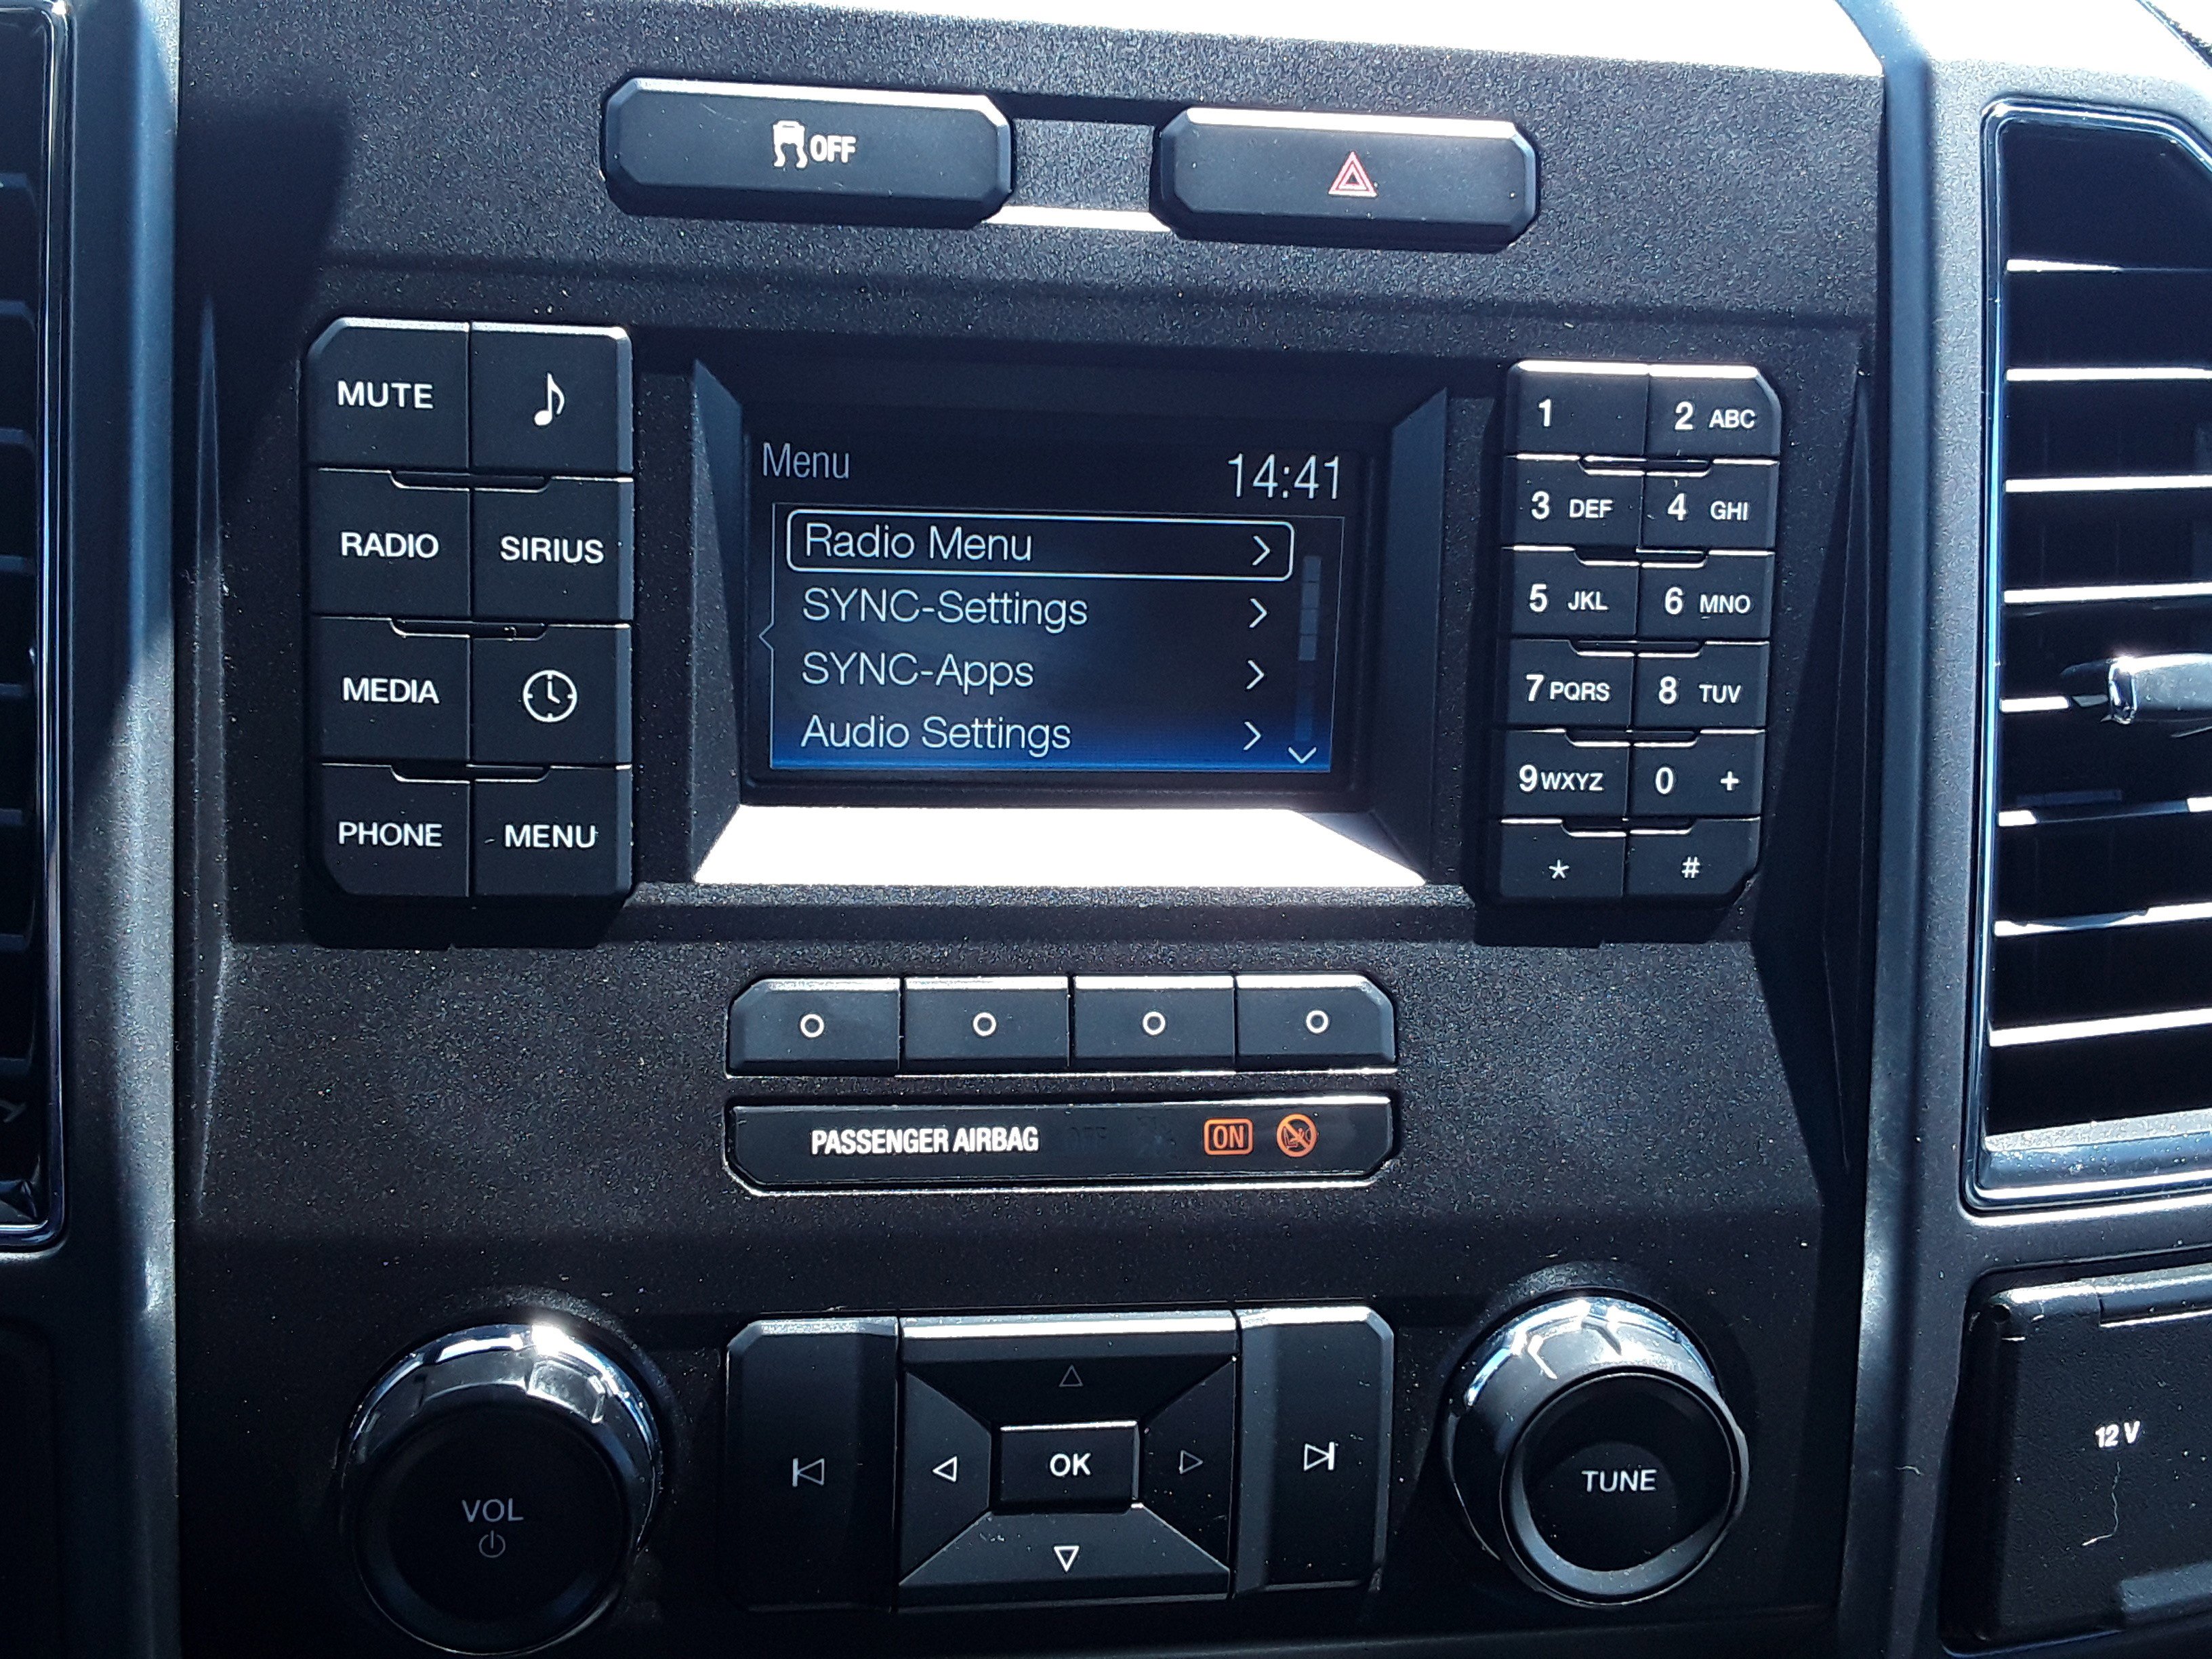 OFF
MUTE
RADIO SIRIUS
MEDIA
PHONE MENU
Menu 14:41
Radio Menu
SYNC-Settings
SYNC-Apps
Audio Settings
1 2 ABC
3 DEF 4 GHI
5 JKL 6 MNO
7 PQRS 8 TUV
9 WXYZ 0 +
* #
PASSENGER AIRBAG OFF ON
VOL
OK
TUNE
12 V